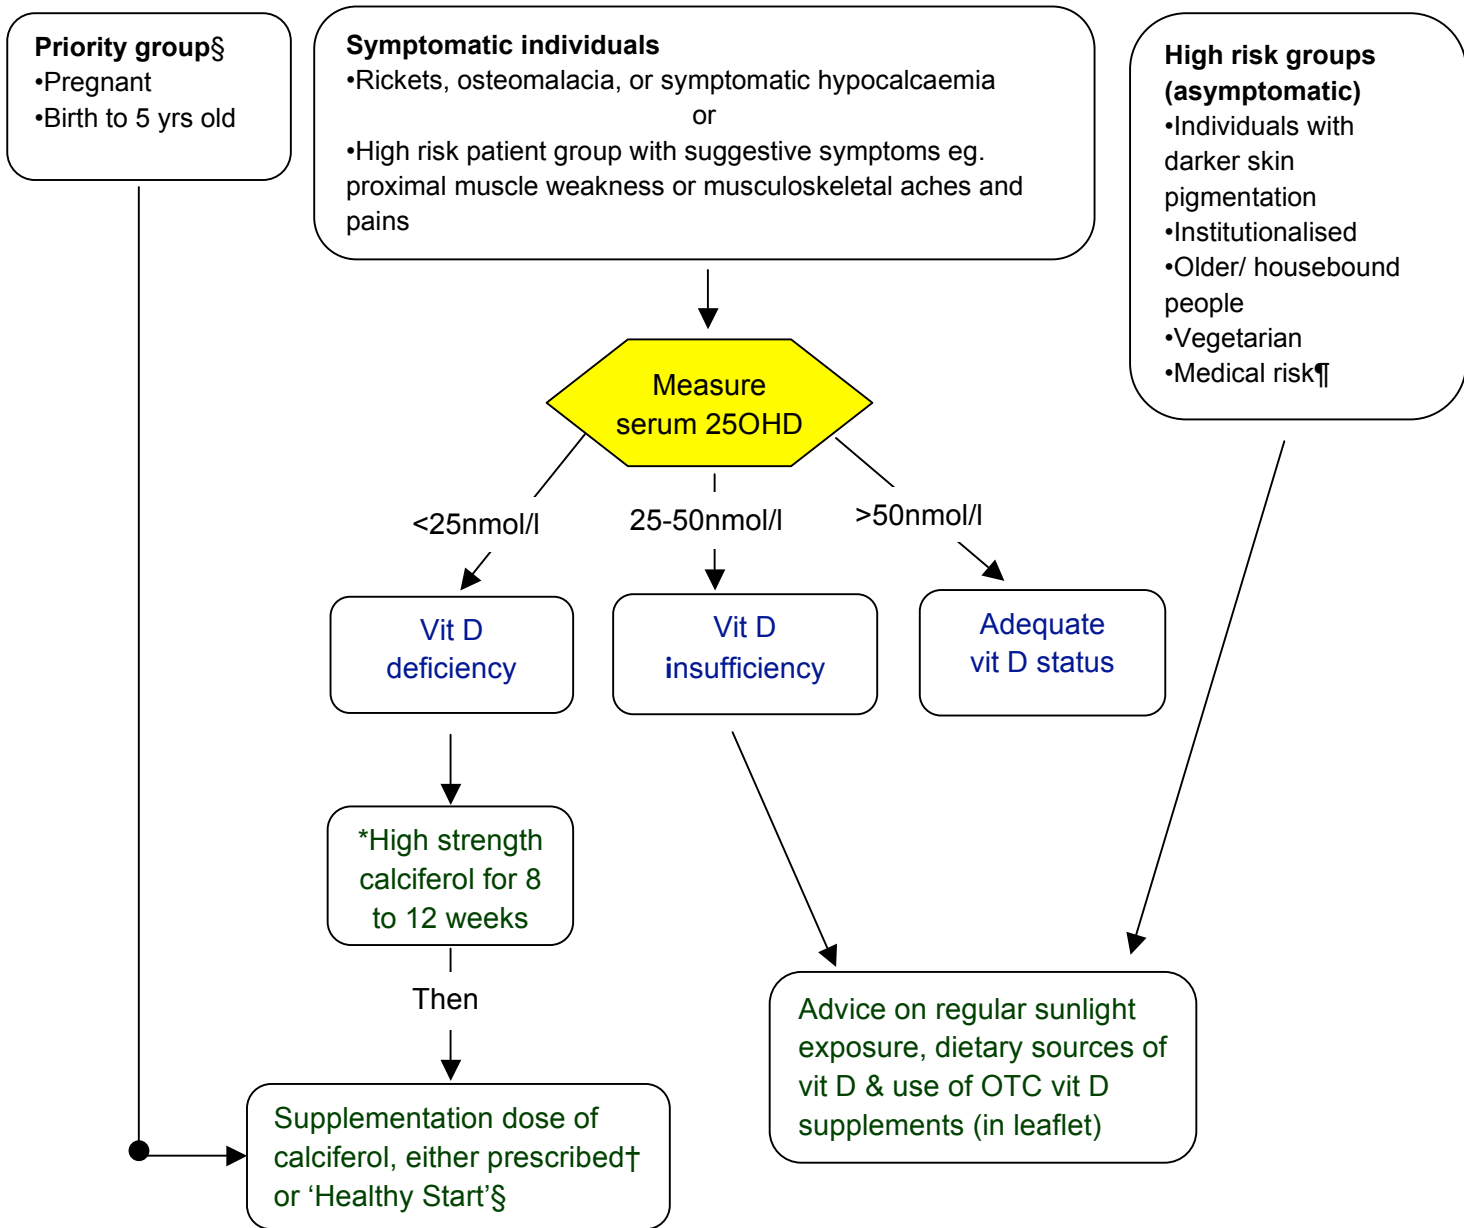 Priority group§
•Pregnant
•Birth to 5 yrs old
Symptomatic individuals
•Rickets, osteomalacia, or symptomatic hypocalcaemia
or
•High risk patient group with suggestive symptoms eg.
proximal muscle weakness or musculoskeletal aches and
pains
High risk groups
(asymptomatic)
•Individuals with
darker skin
pigmentation
•Institutionalised
•Older/ housebound
people
•Vegetarian
•Medical risk¶
Measure
serum 25OHD
<25nmol/l
25-50nmol/l
>50nmol/l
Vit D
deficiency
Vit D
insufficiency
Adequate
vit D status
*High strength
calciferol for 8
to 12 weeks
Then
Supplementation dose of
calciferol, either prescribed†
or ‘Healthy Start’§
Advice on regular sunlight
exposure, dietary sources of
vit D & use of OTC vit D
supplements (in leaflet)